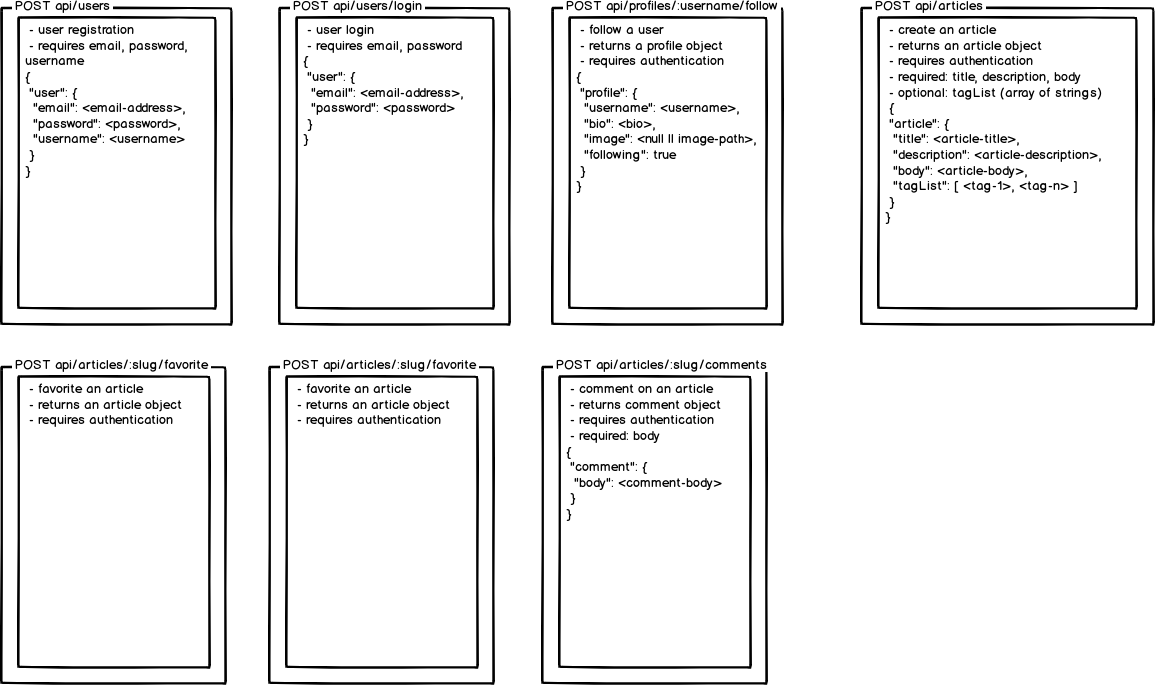 POST api/users
- user registration
- requires email, password,
username
{
"user": {
"email": <email-address>,
"password": <password>,
"username": <username>
}
}
POST api/users/login
- user login
- requires email, password
{
"user": {
"email": <email-address>,
"password": <password>
}
}
POST api/profiles/:username/follow
- follow a user
- returns a profile object
- requires authentication
{
"profile": {
"username": <username>,
"bio": <bio>,
"image": <null || image-path>,
"following": true
}
}
POST api/articles
- create an article
- returns an article object
- requires authentication
- required: title, description, body
- optional: tagList (array of strings)
{
"article": {
"title": <article-title>,
"description": <article-description>,
"body": <article-body>,
"tagList": [ <tag-1>, <tag-n> ]
}
}
POST api/articles/:slug/favorite
- favorite an article
- returns an article object
- requires authentication
POST api/articles/:slug/favorite
- favorite an article
- returns an article object
- requires authentication
POST api/articles/:slug/comments
- comment on an article
- returns comment object
- requires authentication
- required: body
{
"comment": {
"body": <comment-body>
}
}